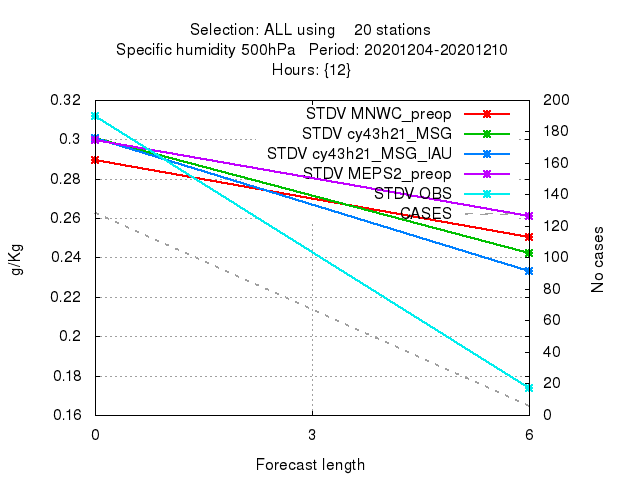 Selection: ALL using    20 stations
Specific humidity 500hPa   Period: 20201204-20201210
Hours: {12}
0.32
0.3
0.28
0.26
0.24
0.22
0.2
0.18
0.16
200
180
160
140
120
100
80
60
40
20
0
STDV MNWC_preop
STDV cy43h21_MSG
STDV cy43h21_MSG_IAU
STDV MEPS2_preop
STDV OBS
CASES
g/Kg
No cases
0
3
6
Forecast length